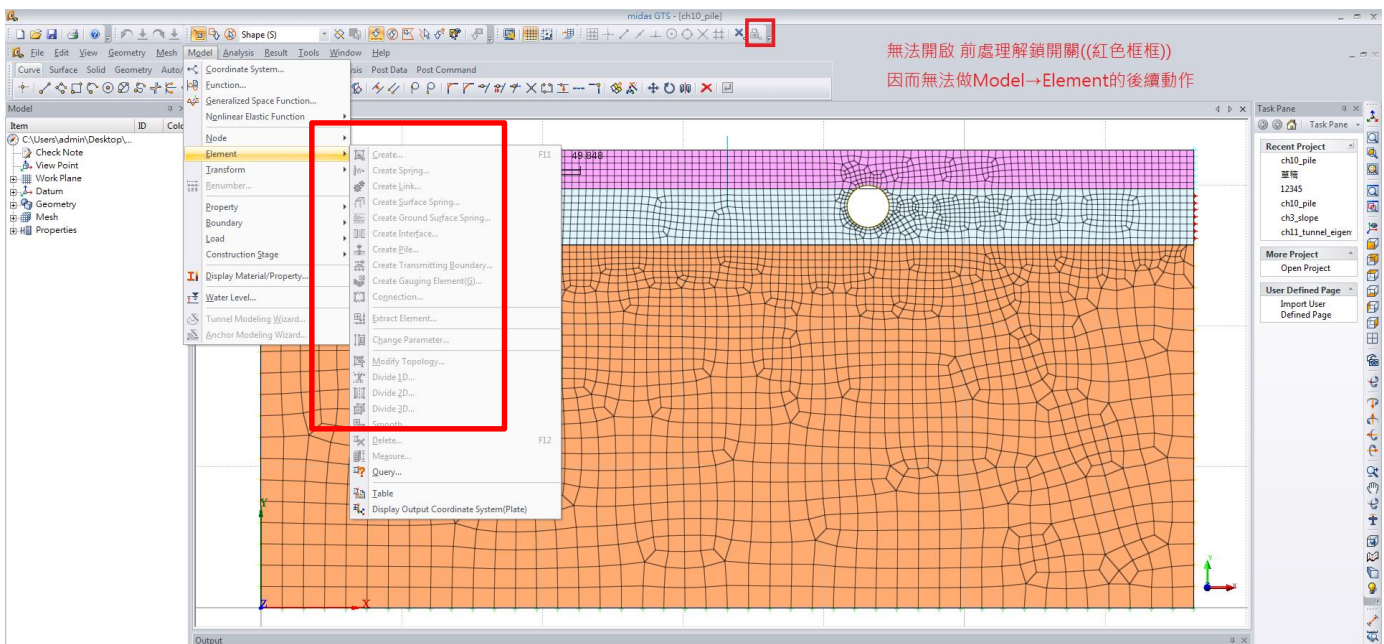 midas GTS - [ch10_pile]
Shape (S)
File Edit View Geometry Mesh Model Analysis Result Tools Window Help
無法開啟 前處理解鎖開關((紅色框框))
因而無法做Model→Element的後續動作
Curve Surface Solid Geometry Auto
Post Data Post Command
Model
Item ID
C:\Users\admin\Desktop\...
Check Note
View Point
Work Plane
Datum
Geometry
Mesh
Properties
Coordinate System...
Function...
Generalized Space Function...
Nonlinear Elastic Function
Node
Element
Transform
Renumber...
Property
Boundary
Load
Construction Stage
Display Material/Property...
Water Level...
Tunnel Modeling Wizard...
Anchor Modeling Wizard...
Create... F11
Create Spring...
Create Link...
Create Surface Spring...
Create Ground Surface Spring...
Create Interface...
Create Pile...
Create Transmitting Boundary...
Create Gauging Element(G)...
Connection...
Extract Element...
Change Parameter...
Modify Topology...
Divide 1D...
Divide 2D...
Divide 3D...
Smooth...
Delete... F12
Measure...
Query...
Table
Display Output Coordinate System(Plate)
49.848
Y
Z
X
Y
X
Task Pane
Task Pane
Recent Project
ch10_pile
草稿
12345
ch10_pile
ch3_slope
ch11_tunnel_eigen
More Project
Open Project
User Defined Page
Import User
Defined Page
Output